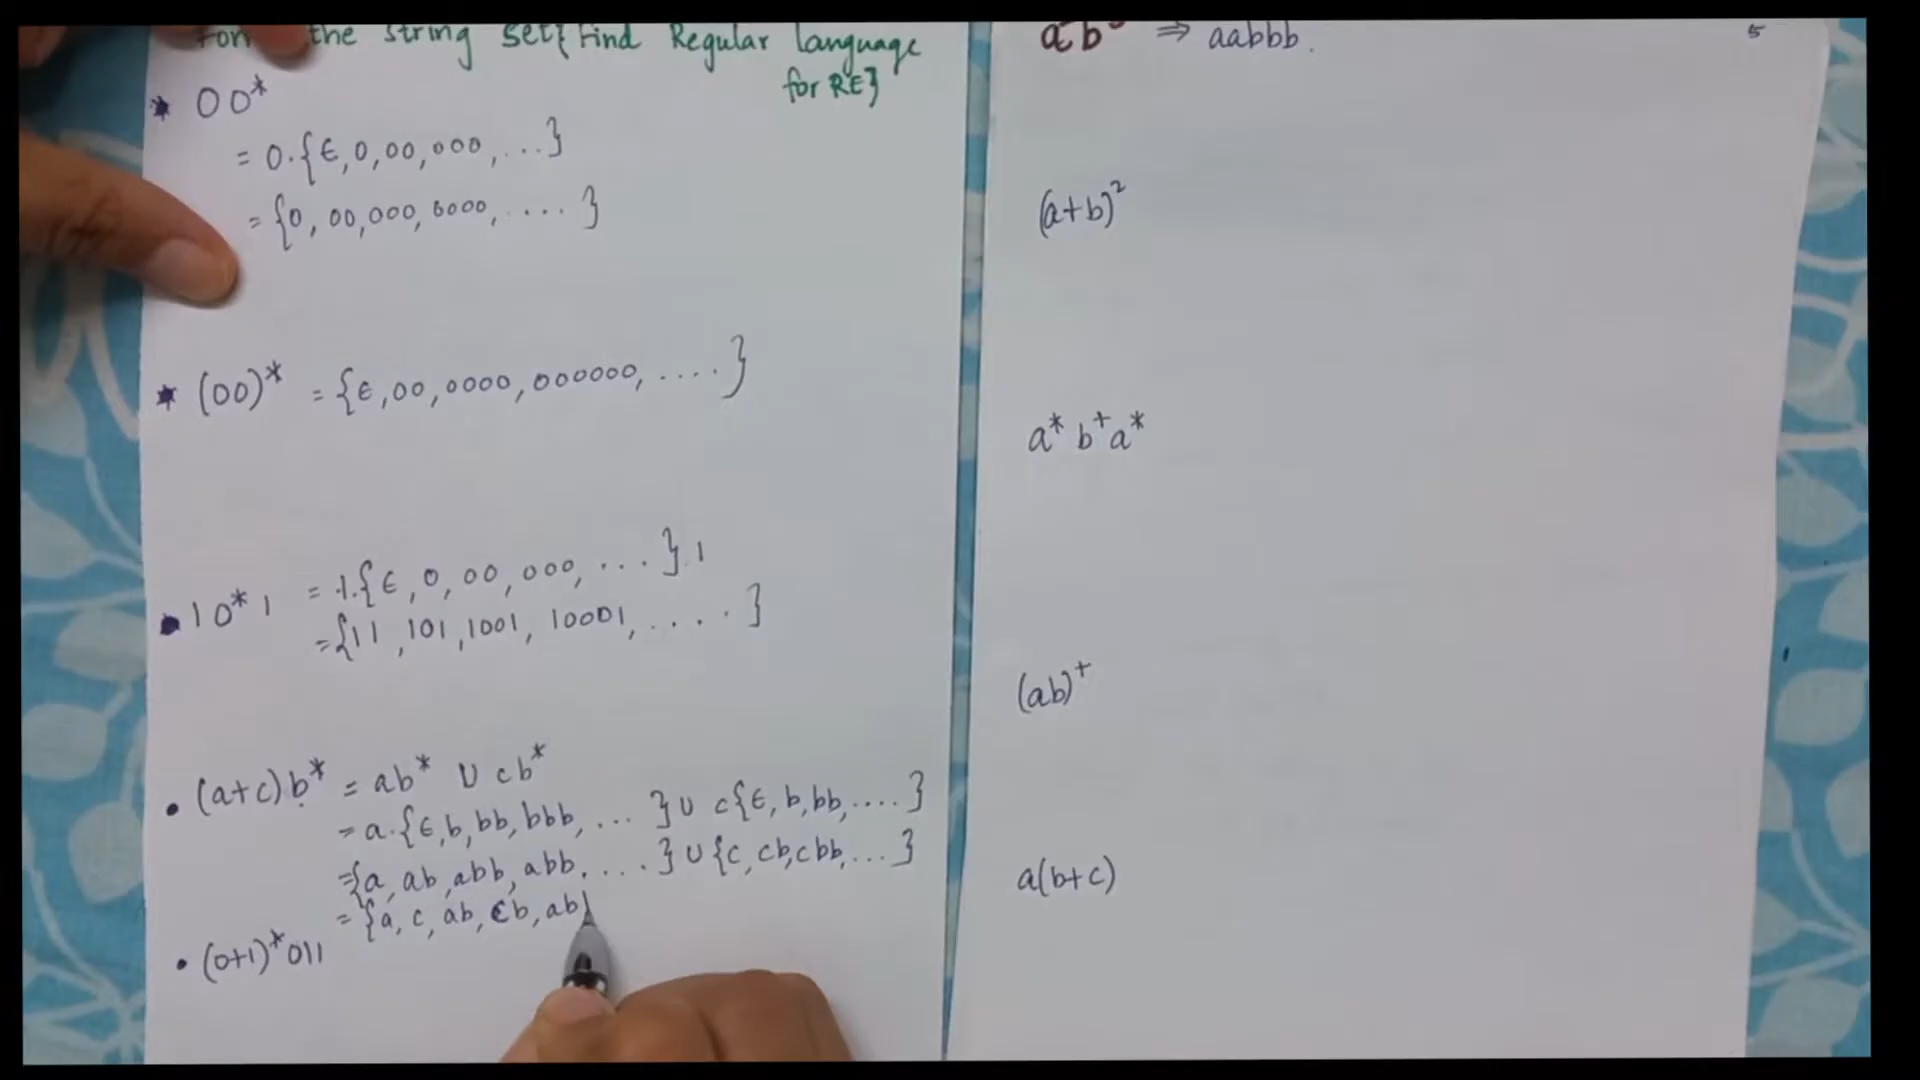 the string set{Find Regular language
for RE}
* 00*
= 0.{ϵ,0,00,000,...}
= {0, 00,000, 0000, ....}
* (00)* = {ϵ,00,0000,000000,....}
• 10*1 = 1.{ϵ,0,00,000,...}.1
={11,101,1001,10001,....}
• (a+c)b* = ab* ∪ cb*
= a.{ϵ,b,bb,bbb,...} ∪ c{ϵ,b,bb,....}
={a,ab,abb,abb,....}∪{c,cb,cbb,...}
= {a,c,ab,cb,ab
• (0+1)*011
⇒ aabbb.
5
(a+b)²
a* b⁺a*
(ab)⁺
a(b+c)